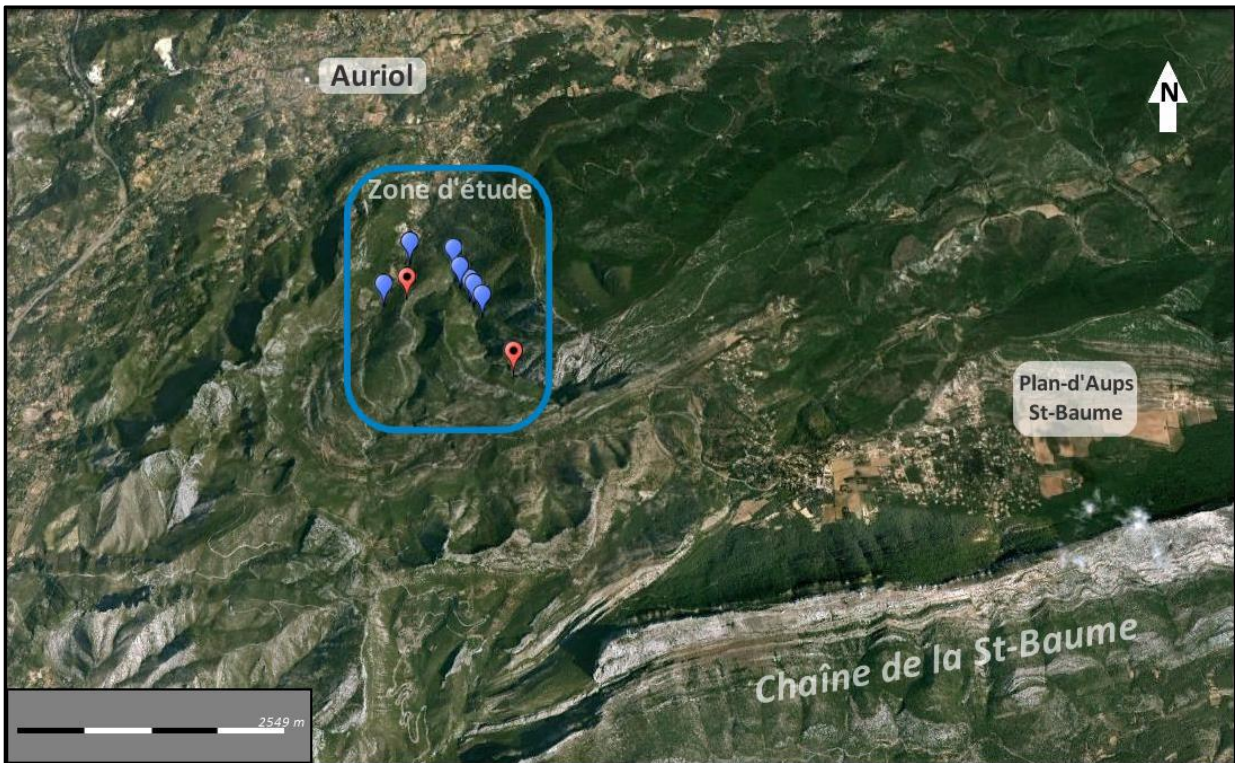 Auriol
N
Zone d'étude
Plan-d'Aups
St-Baume
Chaîne de la St-Baume
2549 m